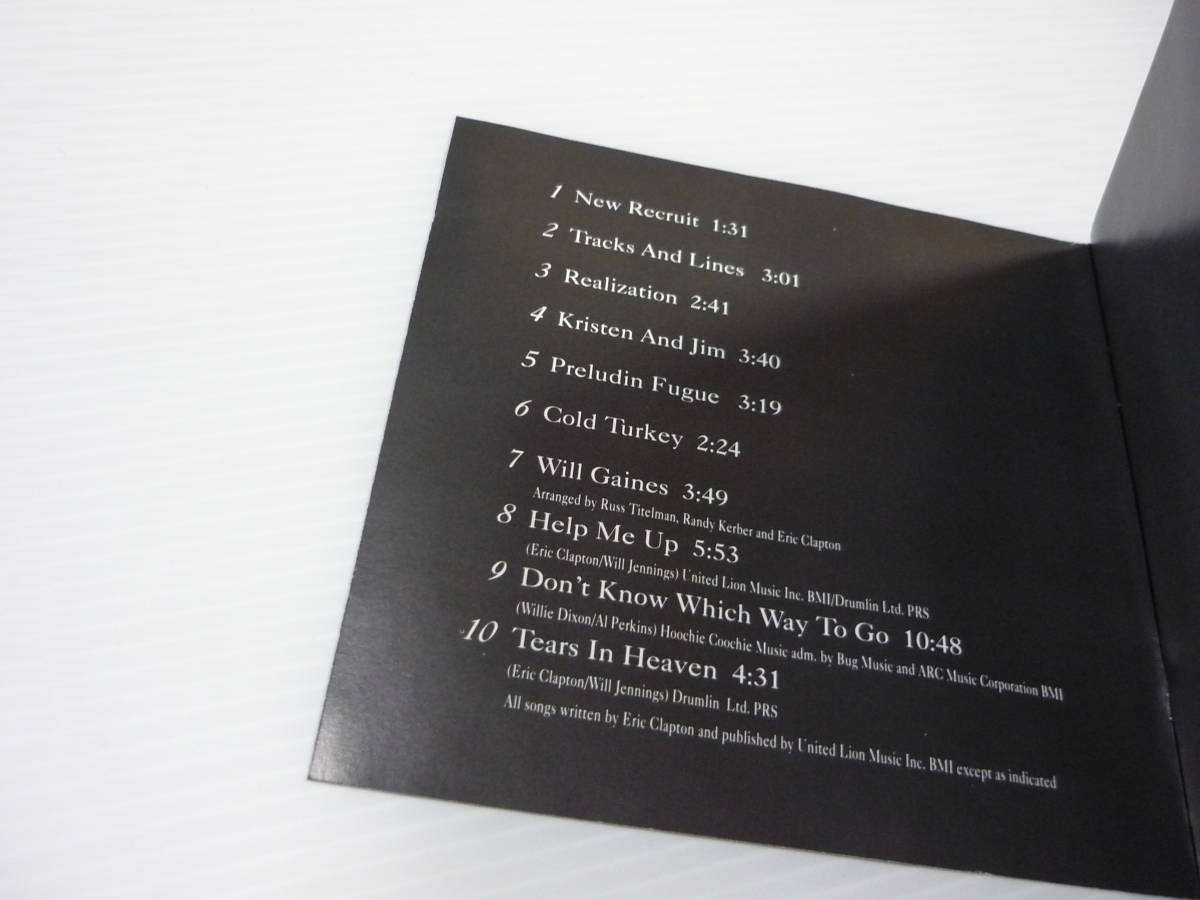 1 New Recruit 1:31
2 Tracks And Lines 3:01
3 Realization 2:41
4 Kristen And Jim 3:40
5 Preludin Fugue 3:19
6 Cold Turkey 2:24
7 Will Gaines 3:49
Arranged by Russ Titelman, Randy Kerber and Eric Clapton
8 Help Me Up 5:53
(Eric Clapton/Will Jennings) United Lion Music Inc. BMI/Drumlin Ltd. PRS
9 Don't Know Which Way To Go 10:48
(Willie Dixon/Al Perkins) Hoochie Coochie Music adm. by Bug Music and ARC Music Corporation BMI
10 Tears In Heaven 4:31
(Eric Clapton/Will Jennings) Drumlin Ltd. PRS
All songs written by Eric Clapton and published by United Lion Music Inc. BMI except as indicated